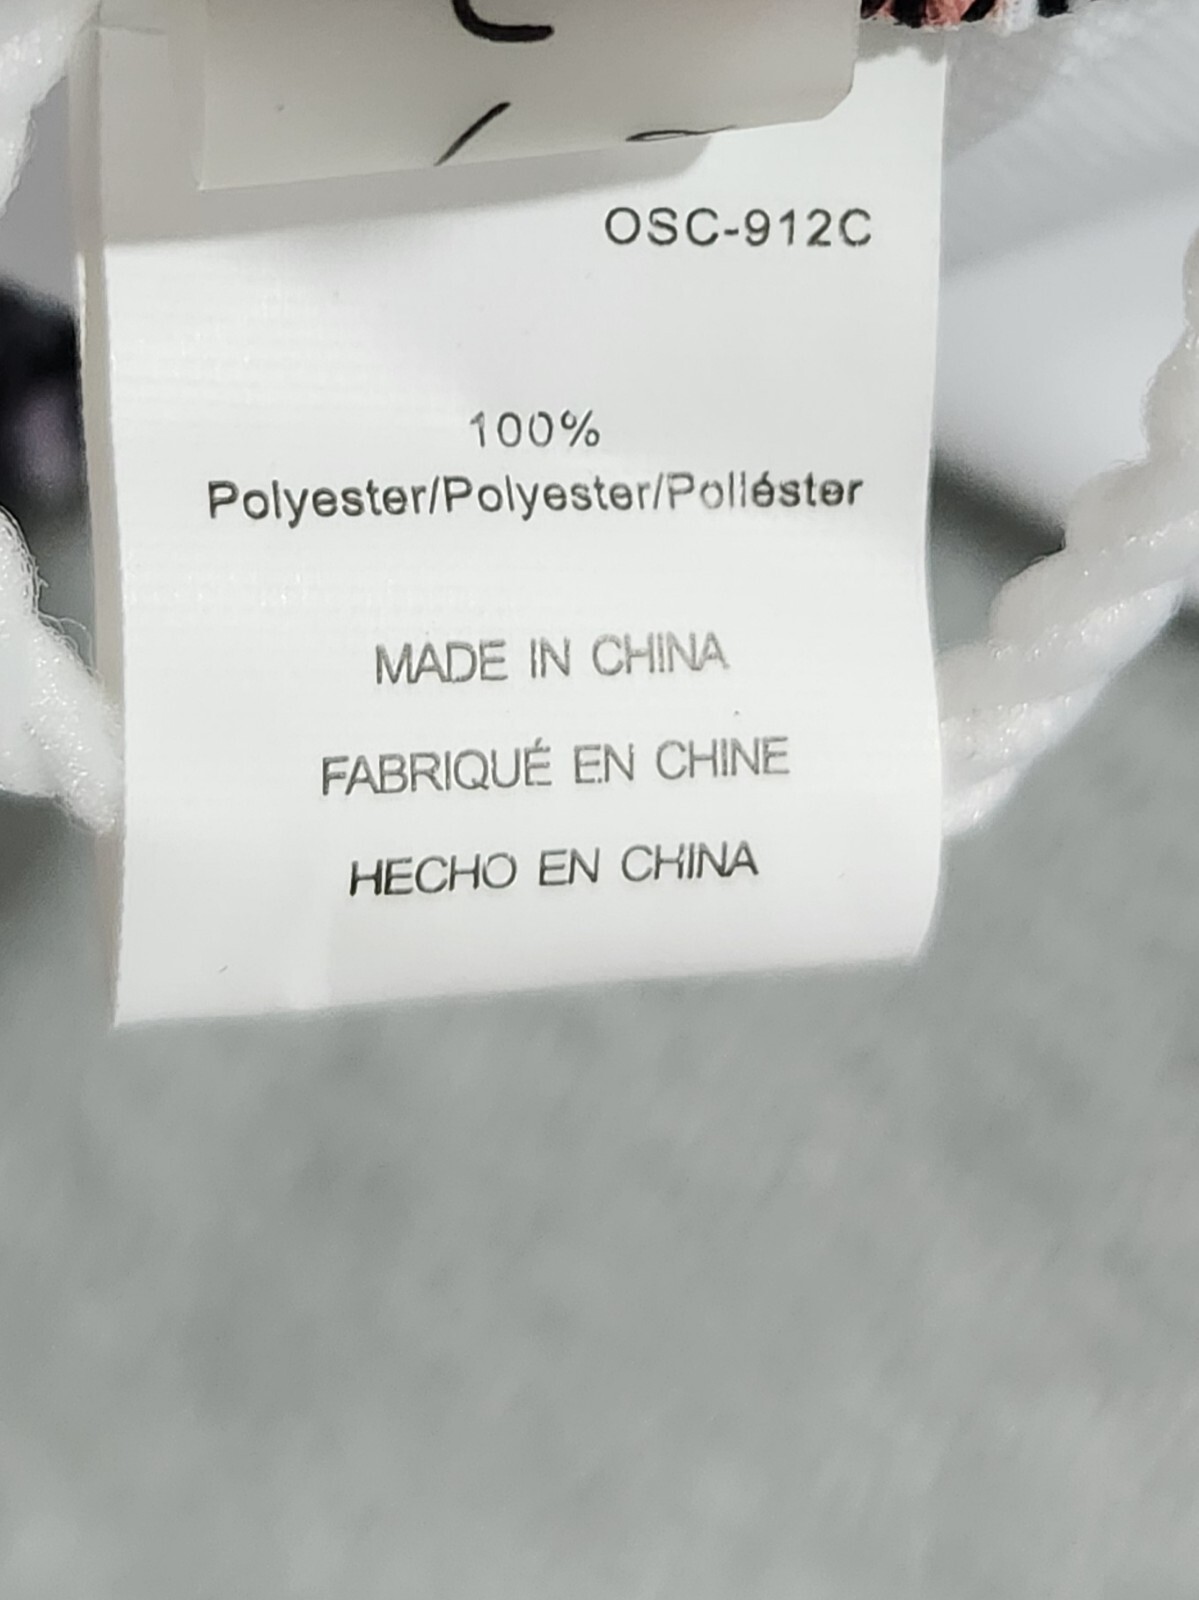 OSC-912C
100%
Polyester/Polyester/Poliéster
MADE IN CHINA
FABRIQUÉ EN CHINE
HECHO EN CHINA